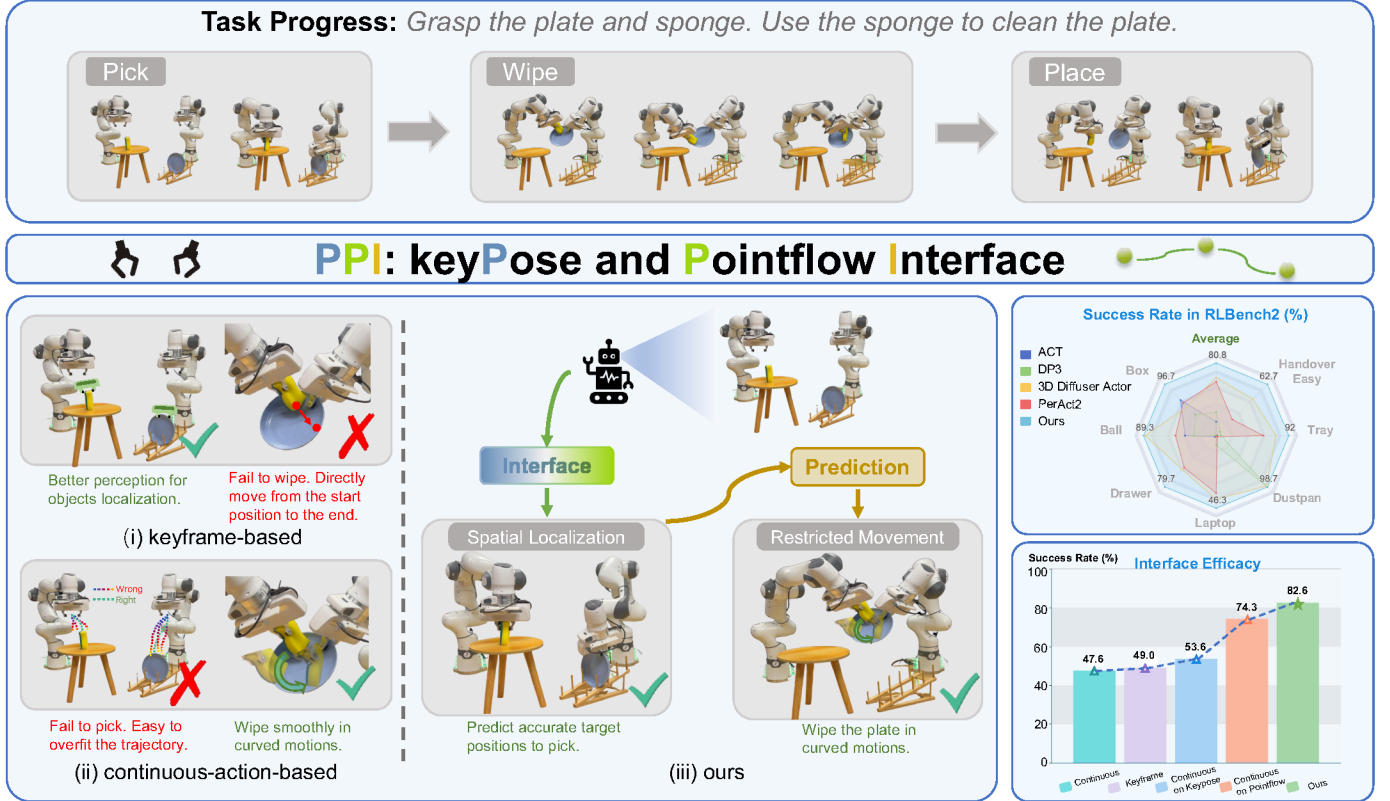 Task Progress: Grasp the plate and sponge. Use the sponge to clean the plate.
Pick
Wipe
Place
PPI: keyPose and Pointflow Interface
Better perception for
objects localization.
Fail to wipe. Directly
move from the start
position to the end.
(i) keyframe-based
Wrong
Right
Fail to pick. Easy to
overfit the trajectory.
Wipe smoothly in
curved motions.
(ii) continuous-action-based
Interface
Prediction
Spatial Localization
Restricted Movement
Predict accurate target
positions to pick.
Wipe the plate in
curved motions.
(iii) ours
Success Rate in RLBench2 (%)
ACT
DP3
3D Diffuser Actor
PerAct2
Ours
Average
80.8
Handover
Easy
62.7
Tray
92
Dustpan
98.7
Laptop
46.3
Drawer
79.7
Ball
89.3
Box
96.7
Success Rate (%)
Interface Efficacy
100
80
60
40
20
0
47.6
49.0
53.6
74.3
82.6
Continuous
Keyframe
Continuous
on Keypose
Continuous
on Pointflow
Ours